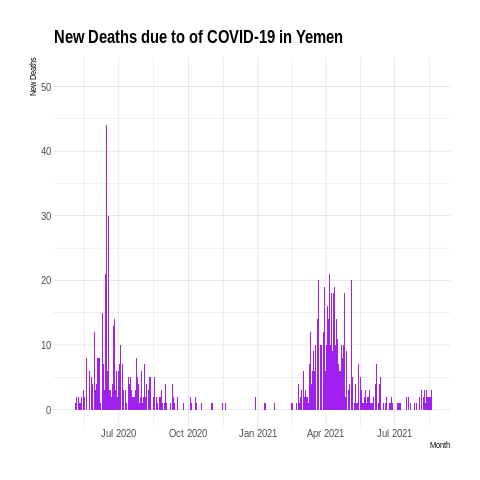 New Deaths due to of COVID-19 in Yemen
New Deaths
50
40
30
20
10
0
Jul 2020 Oct 2020 Jan 2021 Apr 2021 Jul 2021
Month